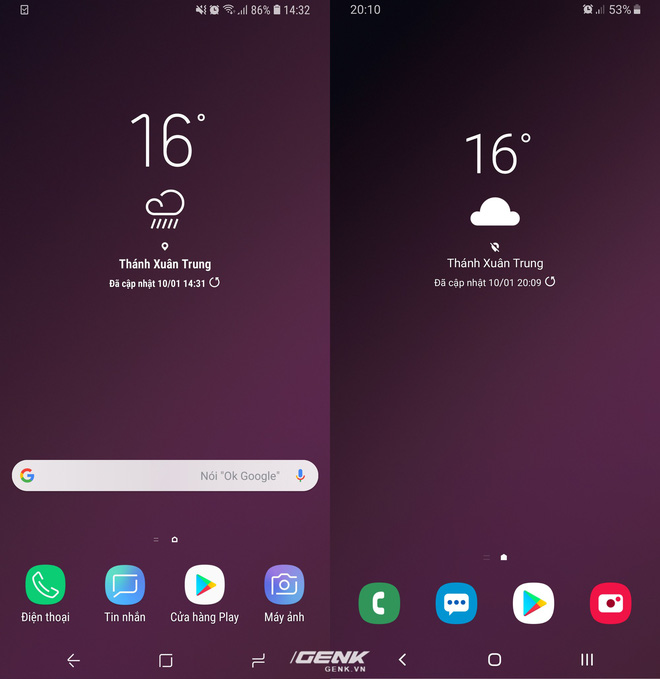 86% 14:32
16°
Thánh Xuân Trung
Đã cập nhật 10/01 14:31
Nói "Ok Google"
Điện thoại
Tin nhắn
Cửa hàng Play
Máy ảnh
20:10
53%
16°
Thánh Xuân Trung
Đã cập nhật 10/01 20:09
GENK
GENK.VN